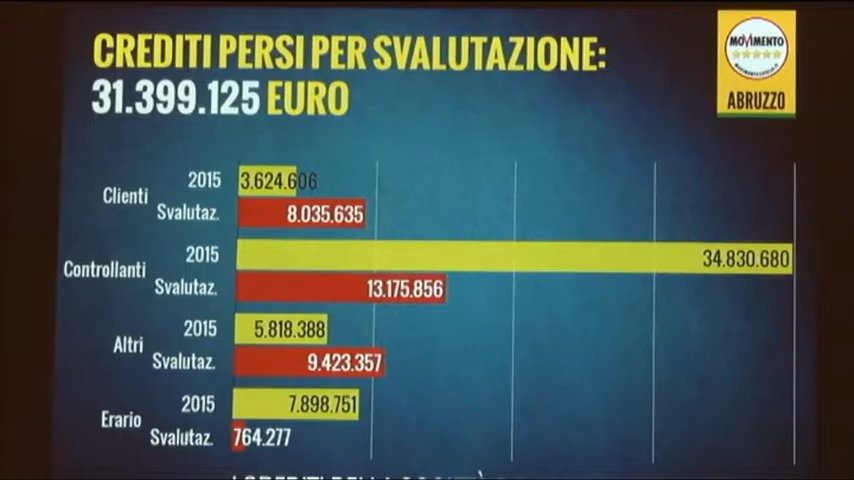 CREDITI PERSI PER SVALUTAZIONE:
31.399.125 EURO
MOVIMENTO
ABRUZZO
Clienti
2015 3.624.606
Svalutaz. 8.035.635
Controllanti
2015 34.830.680
Svalutaz. 13.175.856
Altri
2015 5.818.388
Svalutaz. 9.423.357
Erario
2015 7.898.751
Svalutaz. 764.277